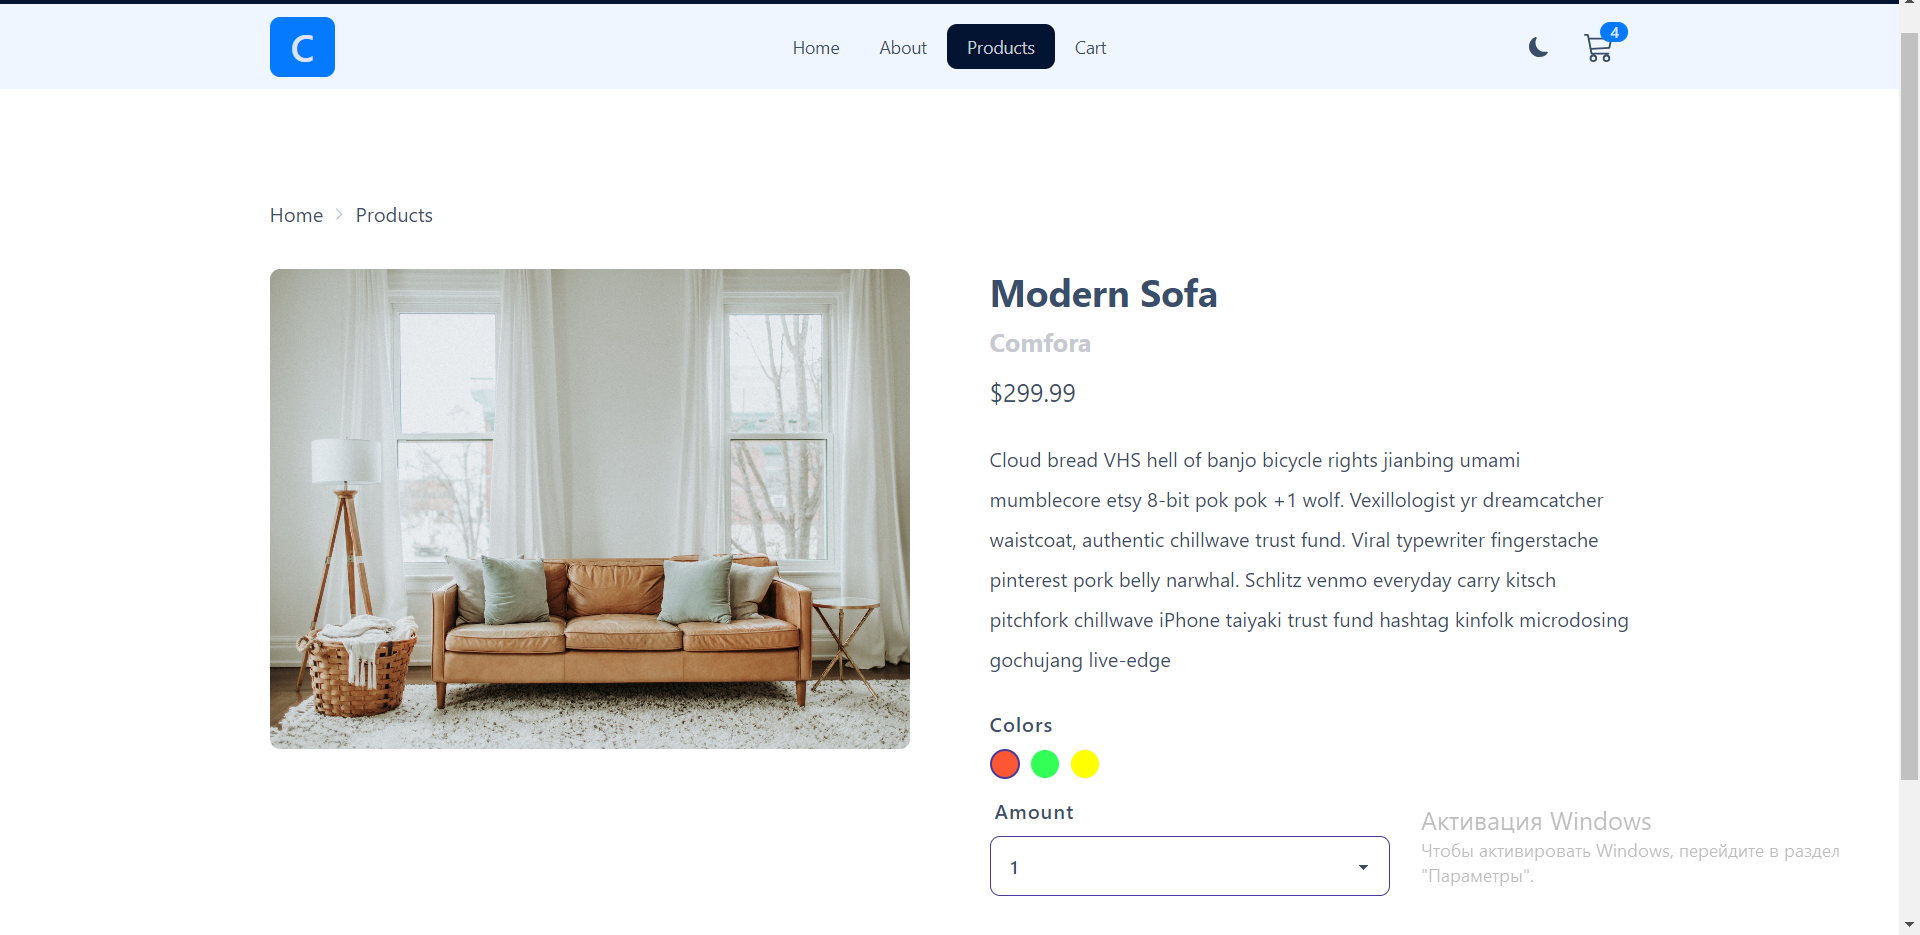 C
Home
About
Products
Cart
4
Home
Products
Modern Sofa
Comfora
$299.99
Cloud bread VHS hell of banjo bicycle rights jianbing umami
mumblecore etsy 8-bit pok pok +1 wolf. Vexillologist yr dreamcatcher
waistcoat, authentic chillwave trust fund. Viral typewriter fingerstache
pinterest pork belly narwhal. Schlitz venmo everyday carry kitsch
pitchfork chillwave iPhone taiyaki trust fund hashtag kinfolk microdosing
gochujang live-edge
Colors
Amount
1
Активация Windows
Чтобы активировать Windows, перейдите в раздел
"Параметры".